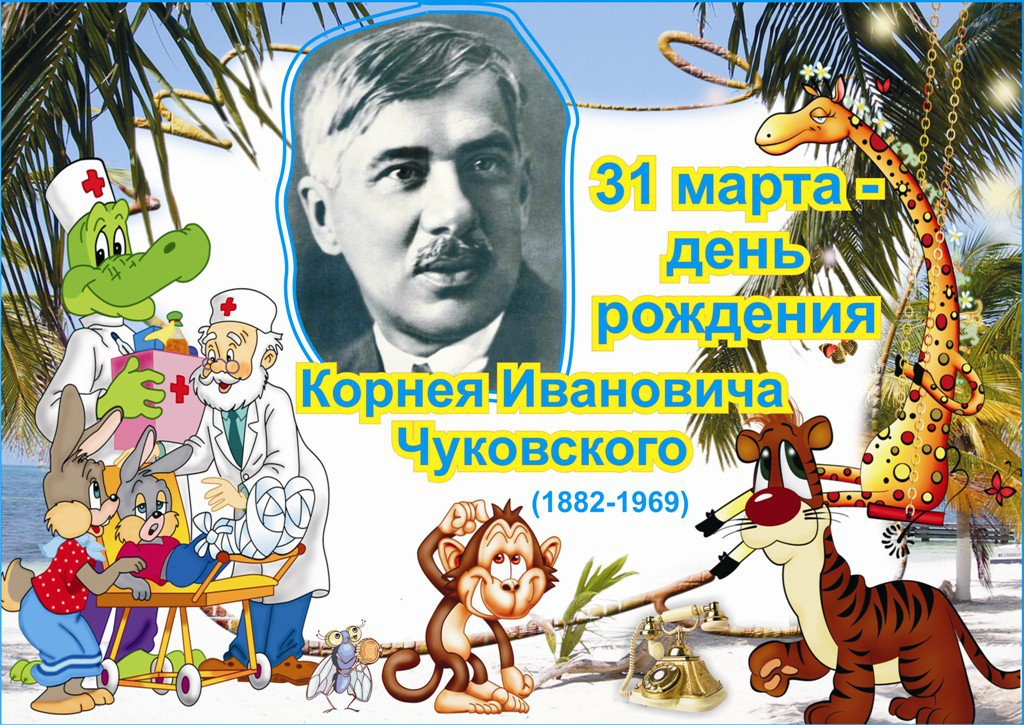 31 марта -
день
рождения
Корнея Ивановича
Чуковского
(1882-1969)